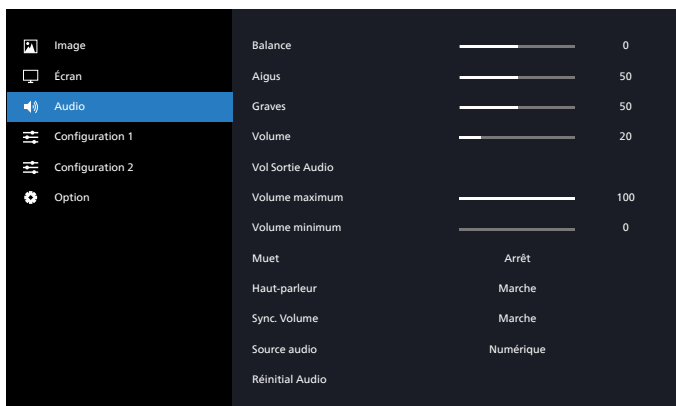 Image
Écran
Audio
Configuration 1
Configuration 2
Option
Balance 0
Aigus 50
Graves 50
Volume 20
Vol Sortie Audio
Volume maximum 100
Volume minimum 0
Muet Arrêt
Haut-parleur Marche
Sync. Volume Marche
Source audio Numérique
Réinitial Audio